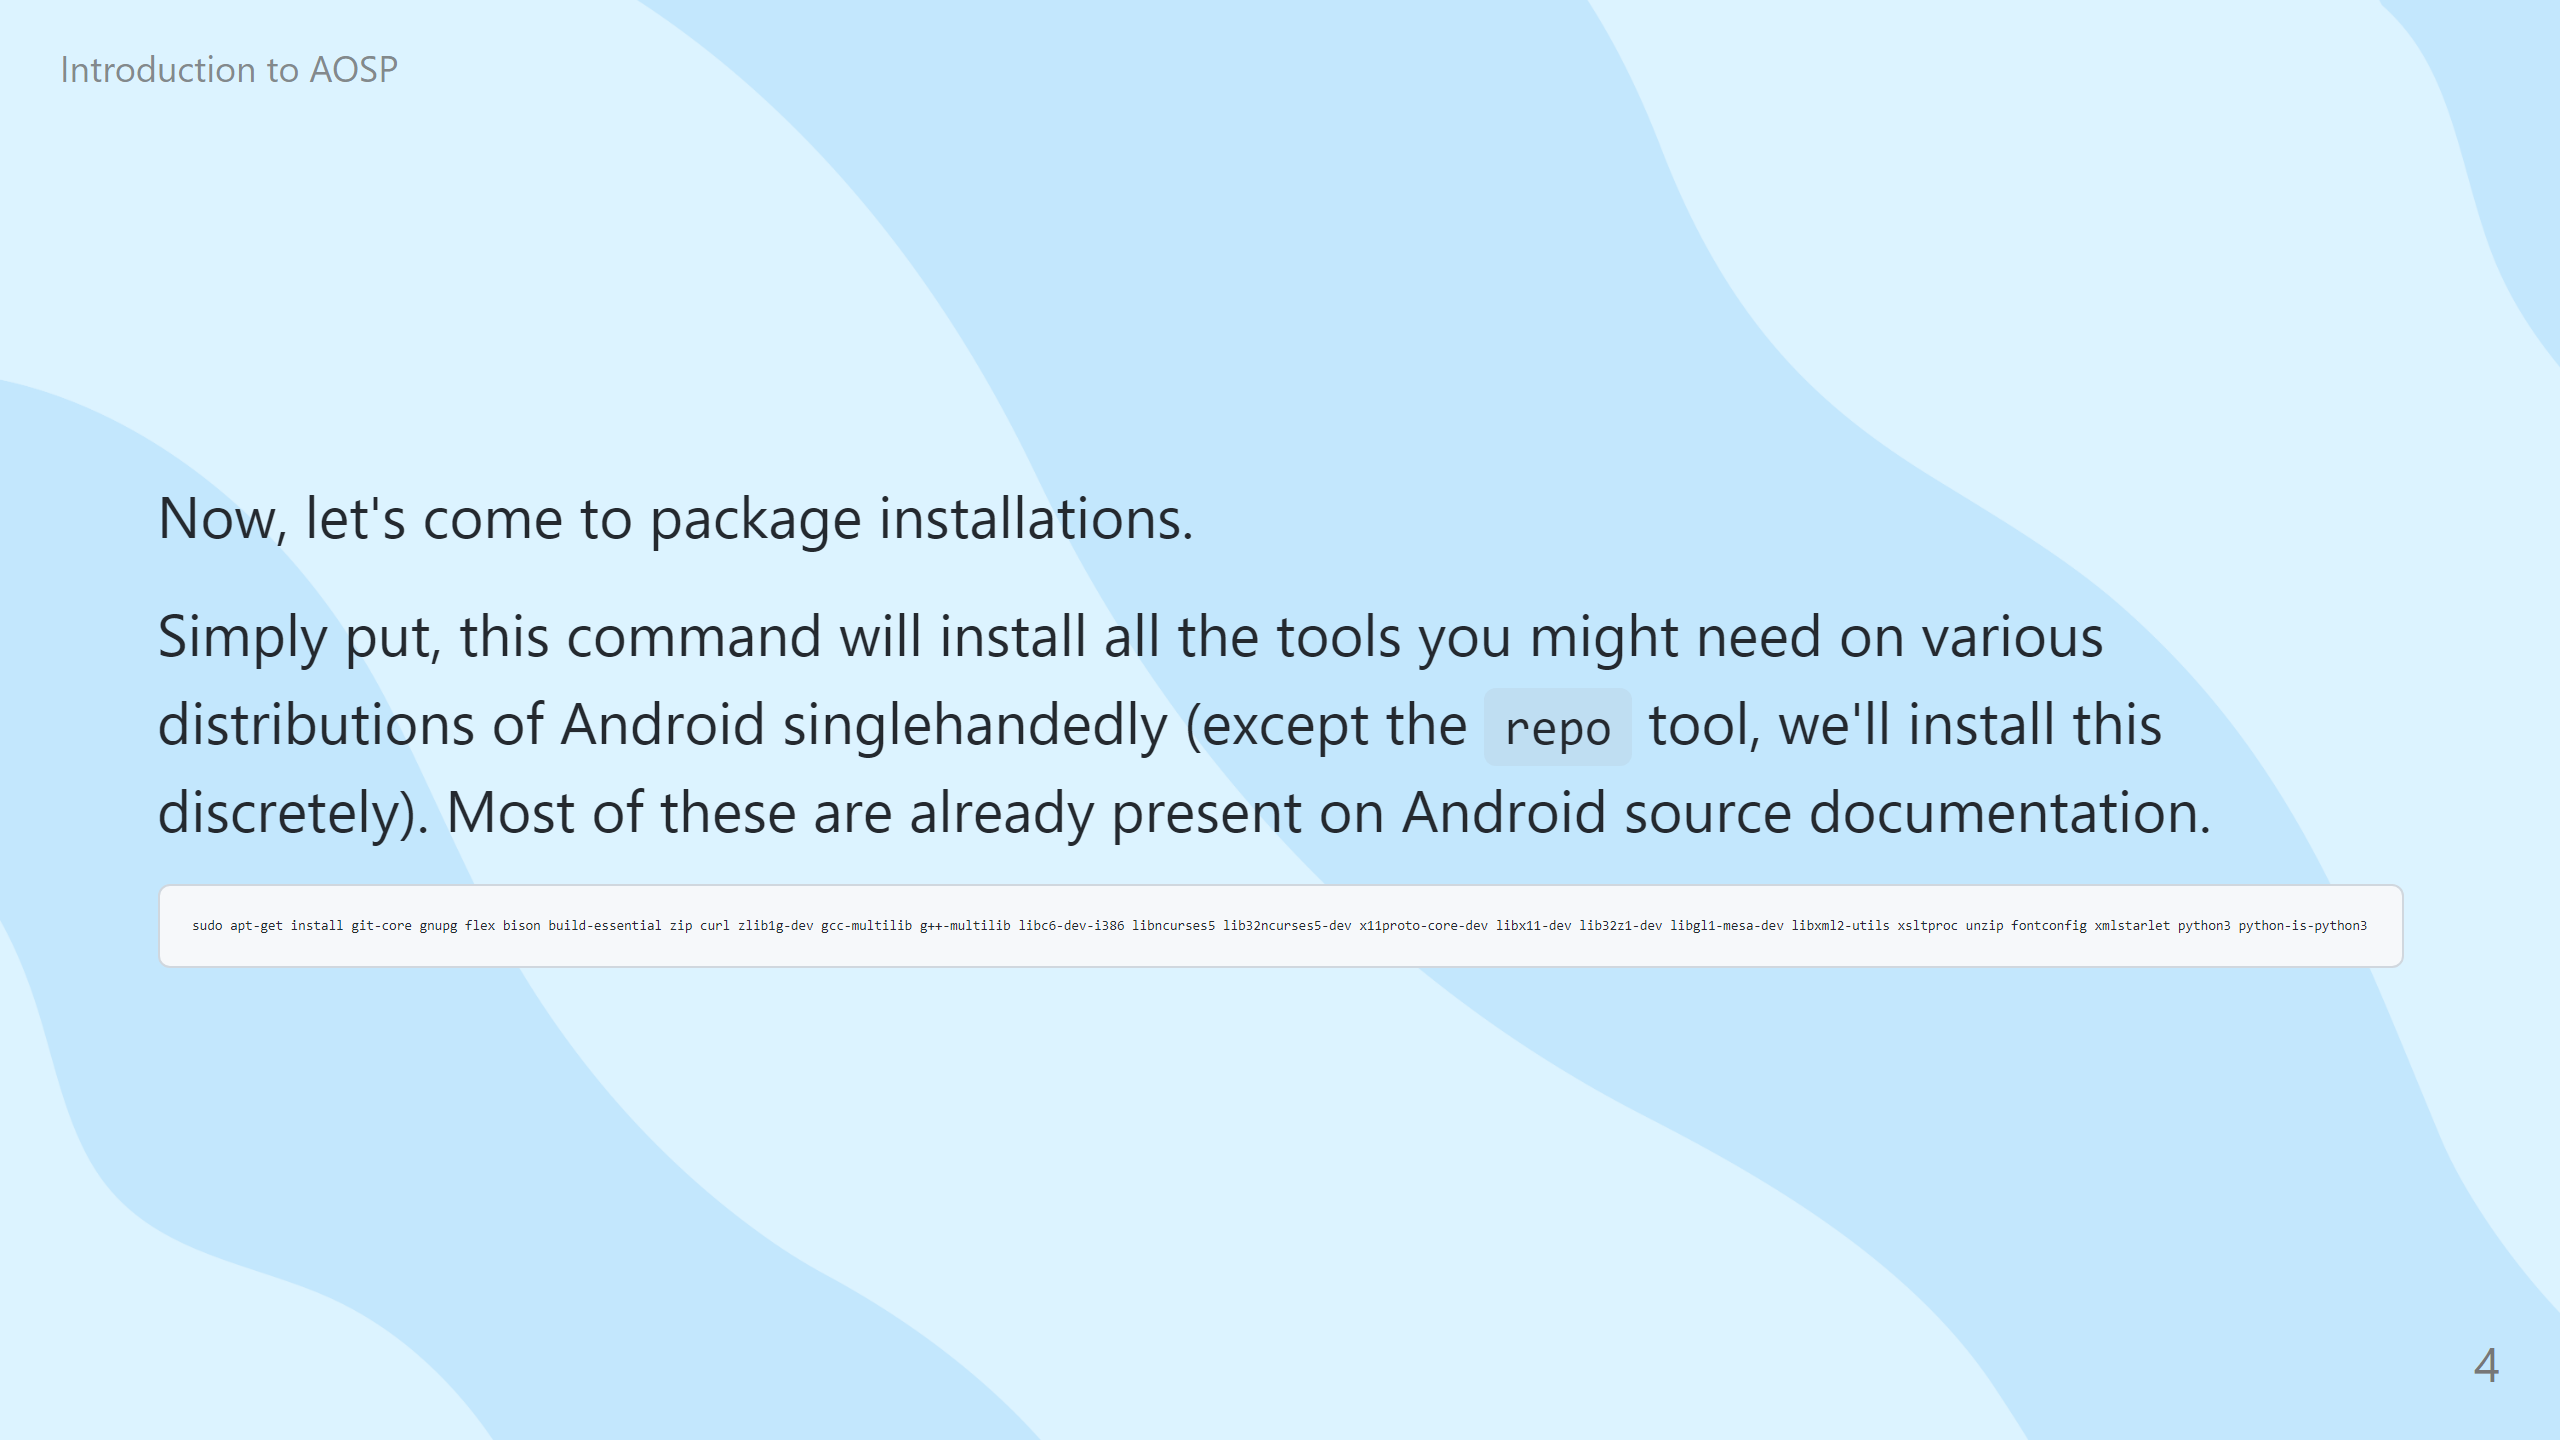 Introduction to AOSP
Now, let's come to package installations.
Simply put, this command will install all the tools you might need on various
distributions of Android singlehandedly (except the repo tool, we'll install this
discretely). Most of these are already present on Android source documentation.
sudo apt-get install git-core gnupg flex bison build-essential zip curl zlib1g-dev gcc-multilib g++-multilib libc6-dev-i386 libncurses5 lib32ncurses5-dev x11proto-core-dev libx11-dev lib32z1-dev libgl1-mesa-dev libxml2-utils xsltproc unzip fontconfig xmlstarlet python3 python-is-python3
4